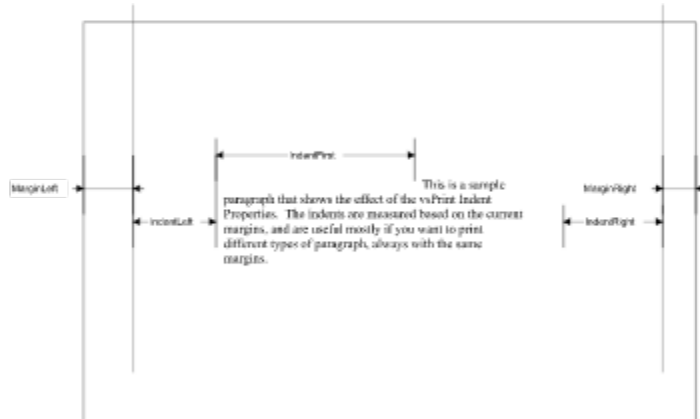 IndentFirst
MarginLeft
This is a sample
MarginRight
paragraph that shows the effect of the vsPrint Indent
Properties.  The indents are measured based on the current
IndentLeft
IndentRight
margins, and are useful mostly if you want to print
different types of paragraph, always with the same
margins.